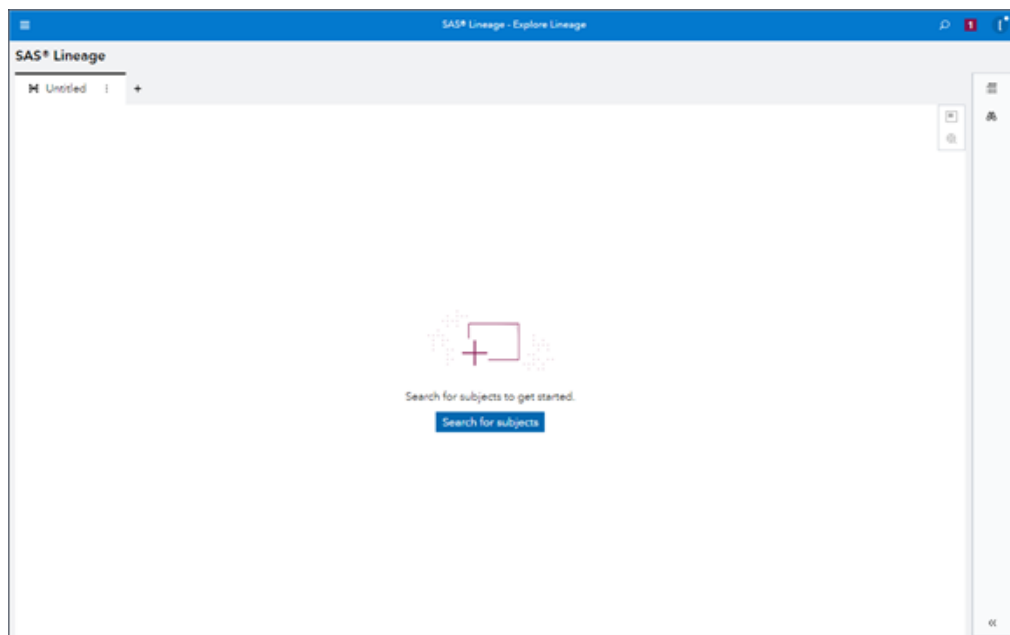 SAS® Lineage - Explore Lineage
1
SAS® Lineage
Untitled
Search for subjects to get started.
Search for subjects